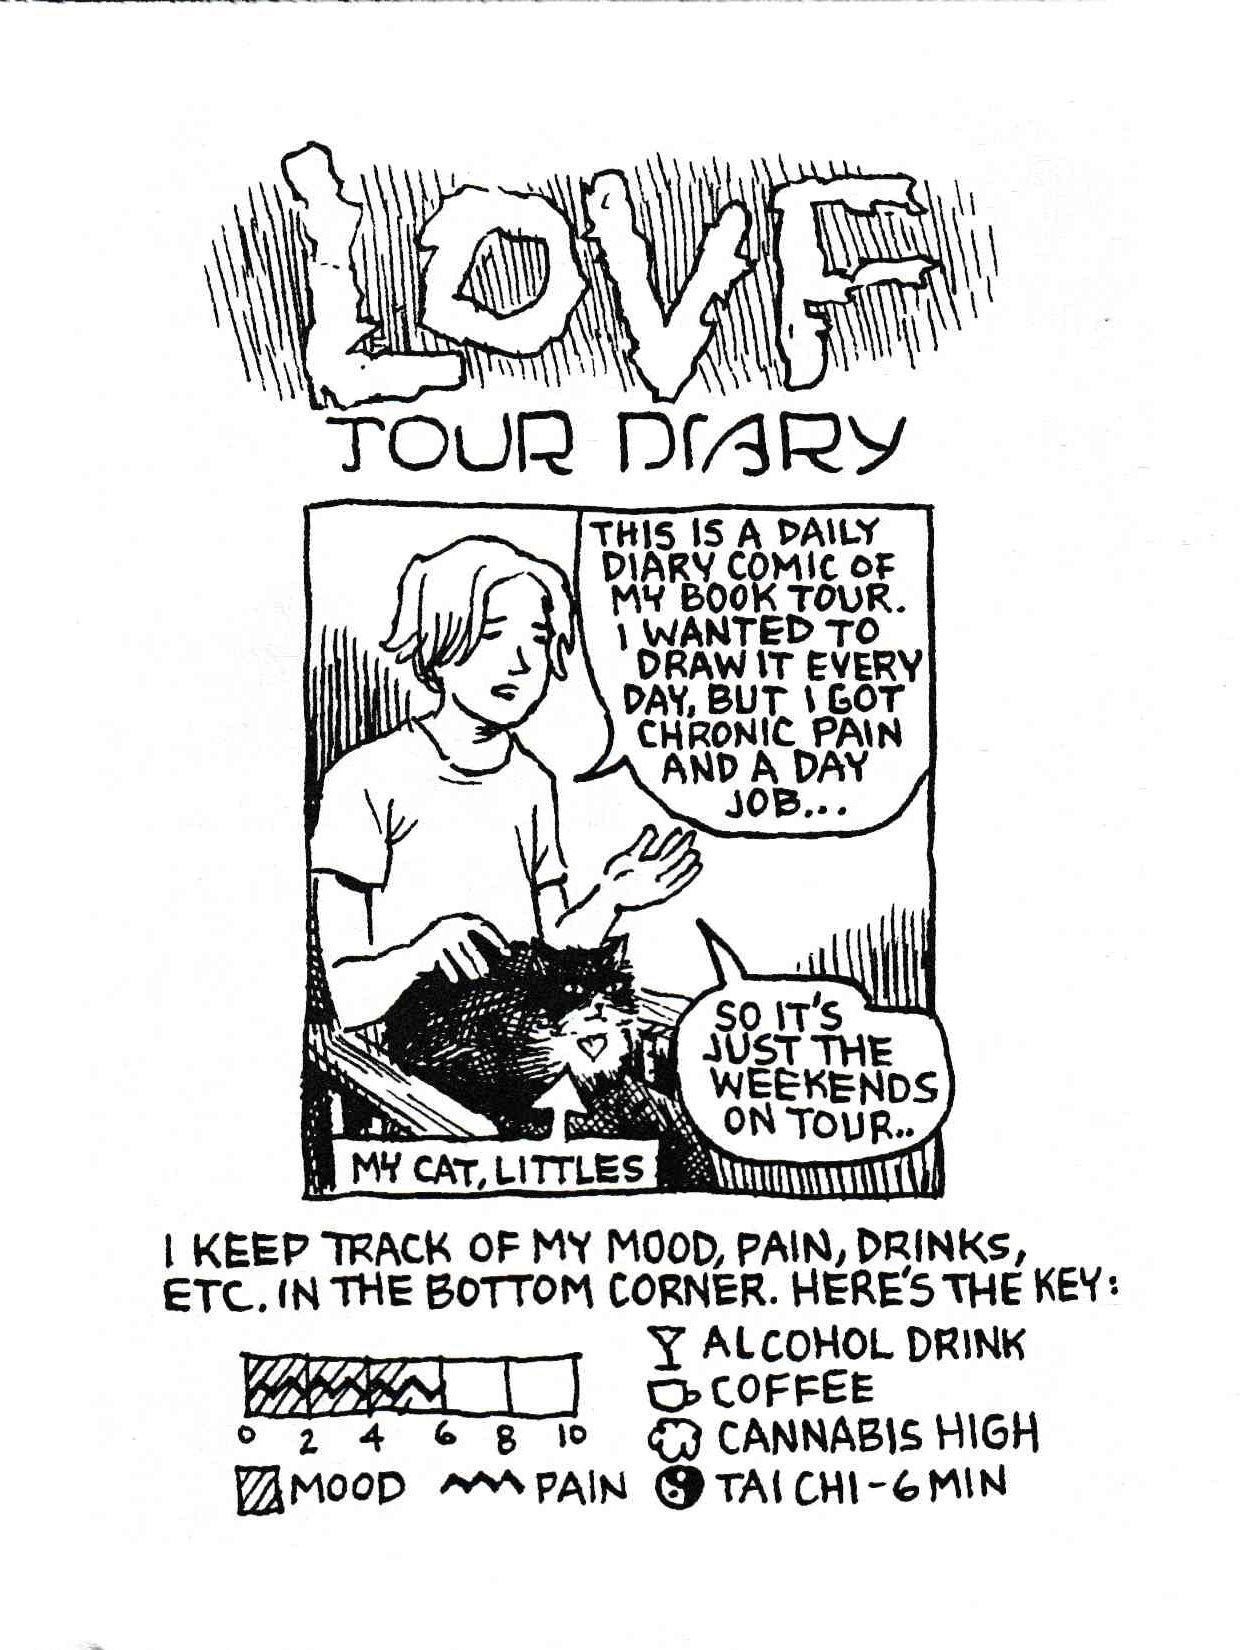 LOVF
TOUR DIARY
THIS IS A DAILY
DIARY COMIC OF
MY BOOK TOUR.
I WANTED TO
DRAW IT EVERY
DAY, BUT I GOT
CHRONIC PAIN
AND A DAY
JOB...
SO IT'S
JUST THE
WEEKENDS
ON TOUR..
MY CAT, LITTLES
I KEEP TRACK OF MY MOOD, PAIN, DRINKS,
ETC. IN THE BOTTOM CORNER. HERE'S THE KEY:
0 2 4 6 8 10
MOOD PAIN
ALCOHOL DRINK
COFFEE
CANNABIS HIGH
TAI CHI - 6 MIN